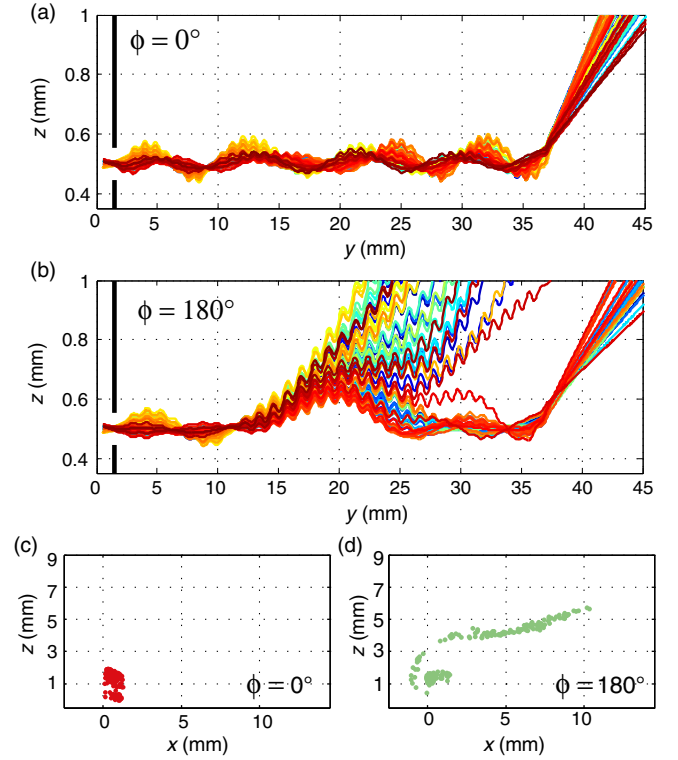 (a)
ϕ = 0°
1
0.8
0.6
0.4
z (mm)
0 5 10 15 20 25 30 35 40 45
y (mm)
(b)
ϕ = 180°
1
0.8
0.6
0.4
z (mm)
0 5 10 15 20 25 30 35 40 45
y (mm)
(c)
9
7
5
3
1
z (mm)
ϕ = 0°
0 5 10
x (mm)
(d)
9
7
5
3
1
z (mm)
ϕ = 180°
0 5 10
x (mm)